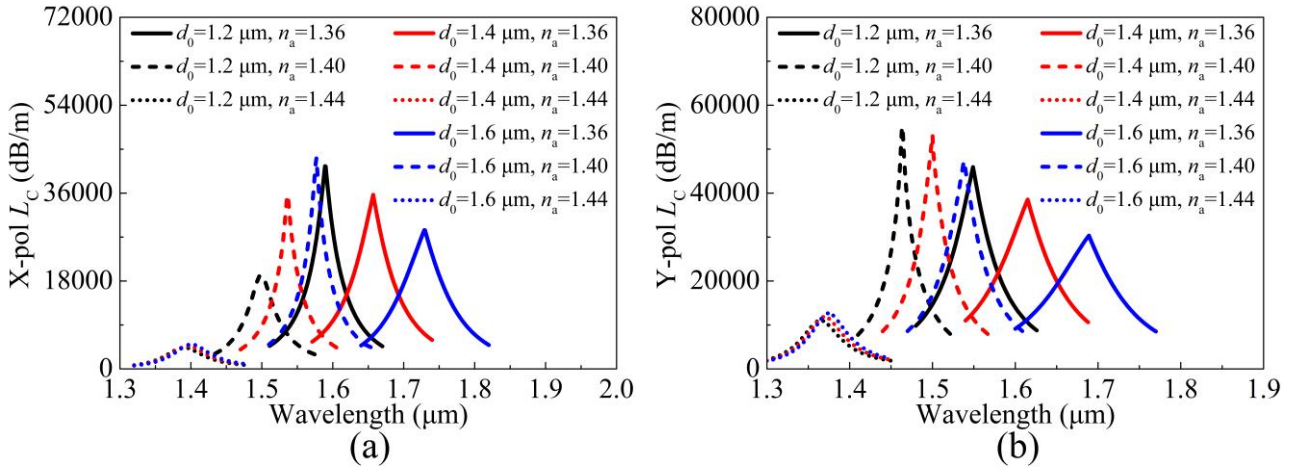 72000
54000
36000
18000
0
X-pol L_C (dB/m)
d₀=1.2 μm, nₐ=1.36
d₀=1.2 μm, nₐ=1.40
d₀=1.2 μm, nₐ=1.44
d₀=1.4 μm, nₐ=1.36
d₀=1.4 μm, nₐ=1.40
d₀=1.4 μm, nₐ=1.44
d₀=1.6 μm, nₐ=1.36
d₀=1.6 μm, nₐ=1.40
d₀=1.6 μm, nₐ=1.44
1.3 1.4 1.5 1.6 1.7 1.8 1.9 2.0
Wavelength (μm)
(a)
80000
60000
40000
20000
0
Y-pol L_C (dB/m)
d₀=1.2 μm, nₐ=1.36
d₀=1.2 μm, nₐ=1.40
d₀=1.2 μm, nₐ=1.44
d₀=1.4 μm, nₐ=1.36
d₀=1.4 μm, nₐ=1.40
d₀=1.4 μm, nₐ=1.44
d₀=1.6 μm, nₐ=1.36
d₀=1.6 μm, nₐ=1.40
d₀=1.6 μm, nₐ=1.44
1.3 1.4 1.5 1.6 1.7 1.8 1.9
Wavelength (μm)
(b)